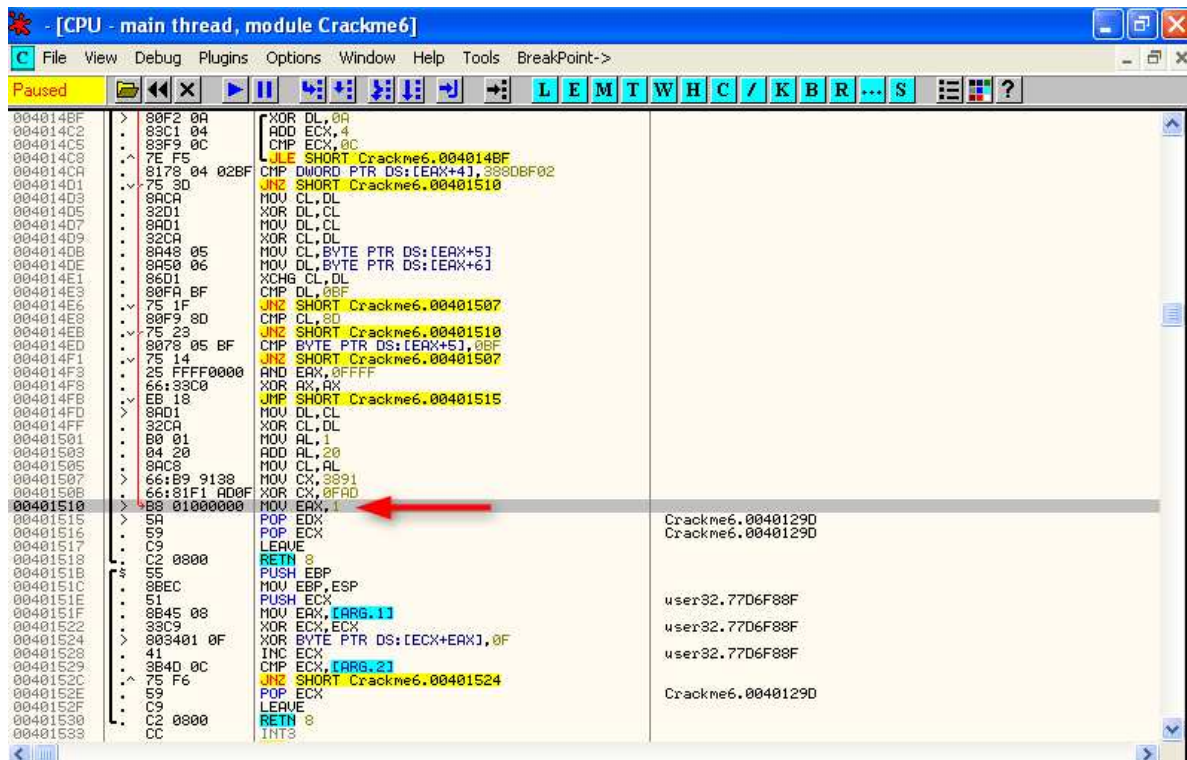 - [CPU - main thread, module Crackme6]
C File View Debug Plugins Options Window Help Tools BreakPoint->
Paused L E M T W H C / K B R ... S ?
004014BF > 80F2 0A XOR DL,0A
004014C2 . 83C1 04 ADD ECX,4
004014C5 . 83F9 0C CMP ECX,0C
004014C8 .^ 7E F5 JLE SHORT Crackme6.004014BF
004014CA . 8178 04 02BF CMP DWORD PTR DS:[EAX+4],388DBF02
004014D1 .v 75 3D JNZ SHORT Crackme6.00401510
004014D3 . 8ACA MOV CL,DL
004014D5 . 32D1 XOR DL,CL
004014D7 . 8AD1 MOV DL,CL
004014D9 . 32CA XOR CL,DL
004014DB . 8A48 05 MOV CL,BYTE PTR DS:[EAX+5]
004014DE . 8A50 06 MOV DL,BYTE PTR DS:[EAX+6]
004014E1 . 86D1 XCHG CL,DL
004014E3 . 80FA BF CMP DL,0BF
004014E6 .v 75 1F JNZ SHORT Crackme6.00401507
004014E8 . 80F9 8D CMP CL,8D
004014EB .v 75 23 JNZ SHORT Crackme6.00401510
004014ED . 8078 05 BF CMP BYTE PTR DS:[EAX+5],0BF
004014F1 .v 75 14 JNZ SHORT Crackme6.00401507
004014F3 . 25 FFFF0000 AND EAX,0FFFF
004014F8 . 66:33C0 XOR AX,AX
004014FB .v EB 18 JMP SHORT Crackme6.00401515
004014FD > 8AD1 MOV DL,CL
004014FF . 32CA XOR CL,DL
00401501 . B0 01 MOV AL,1
00401503 . 04 20 ADD AL,20
00401505 . 8AC8 MOV CL,AL
00401507 > 66:B9 9138 MOV CX,3891
0040150B . 66:81F1 AD0F XOR CX,0FAD
00401510 > B8 01000000 MOV EAX,1
00401515 > 5A POP EDX Crackme6.0040129D
00401516 . 59 POP ECX Crackme6.0040129D
00401517 . C9 LEAVE
00401518 . C2 0800 RETN 8
0040151B $ 55 PUSH EBP
0040151C . 8BEC MOV EBP,ESP
0040151E . 51 PUSH ECX user32.77D6F88F
0040151F . 8B45 08 MOV EAX,[ARG.1]
00401522 . 33C9 XOR ECX,ECX user32.77D6F88F
00401524 > 803401 0F XOR BYTE PTR DS:[ECX+EAX],0F
00401528 . 41 INC ECX user32.77D6F88F
00401529 . 3B4D 0C CMP ECX,[ARG.2]
0040152C .^ 75 F6 JNZ SHORT Crackme6.00401524
0040152E . 59 POP ECX Crackme6.0040129D
0040152F . C9 LEAVE
00401530 . C2 0800 RETN 8
00401533 CC INT3